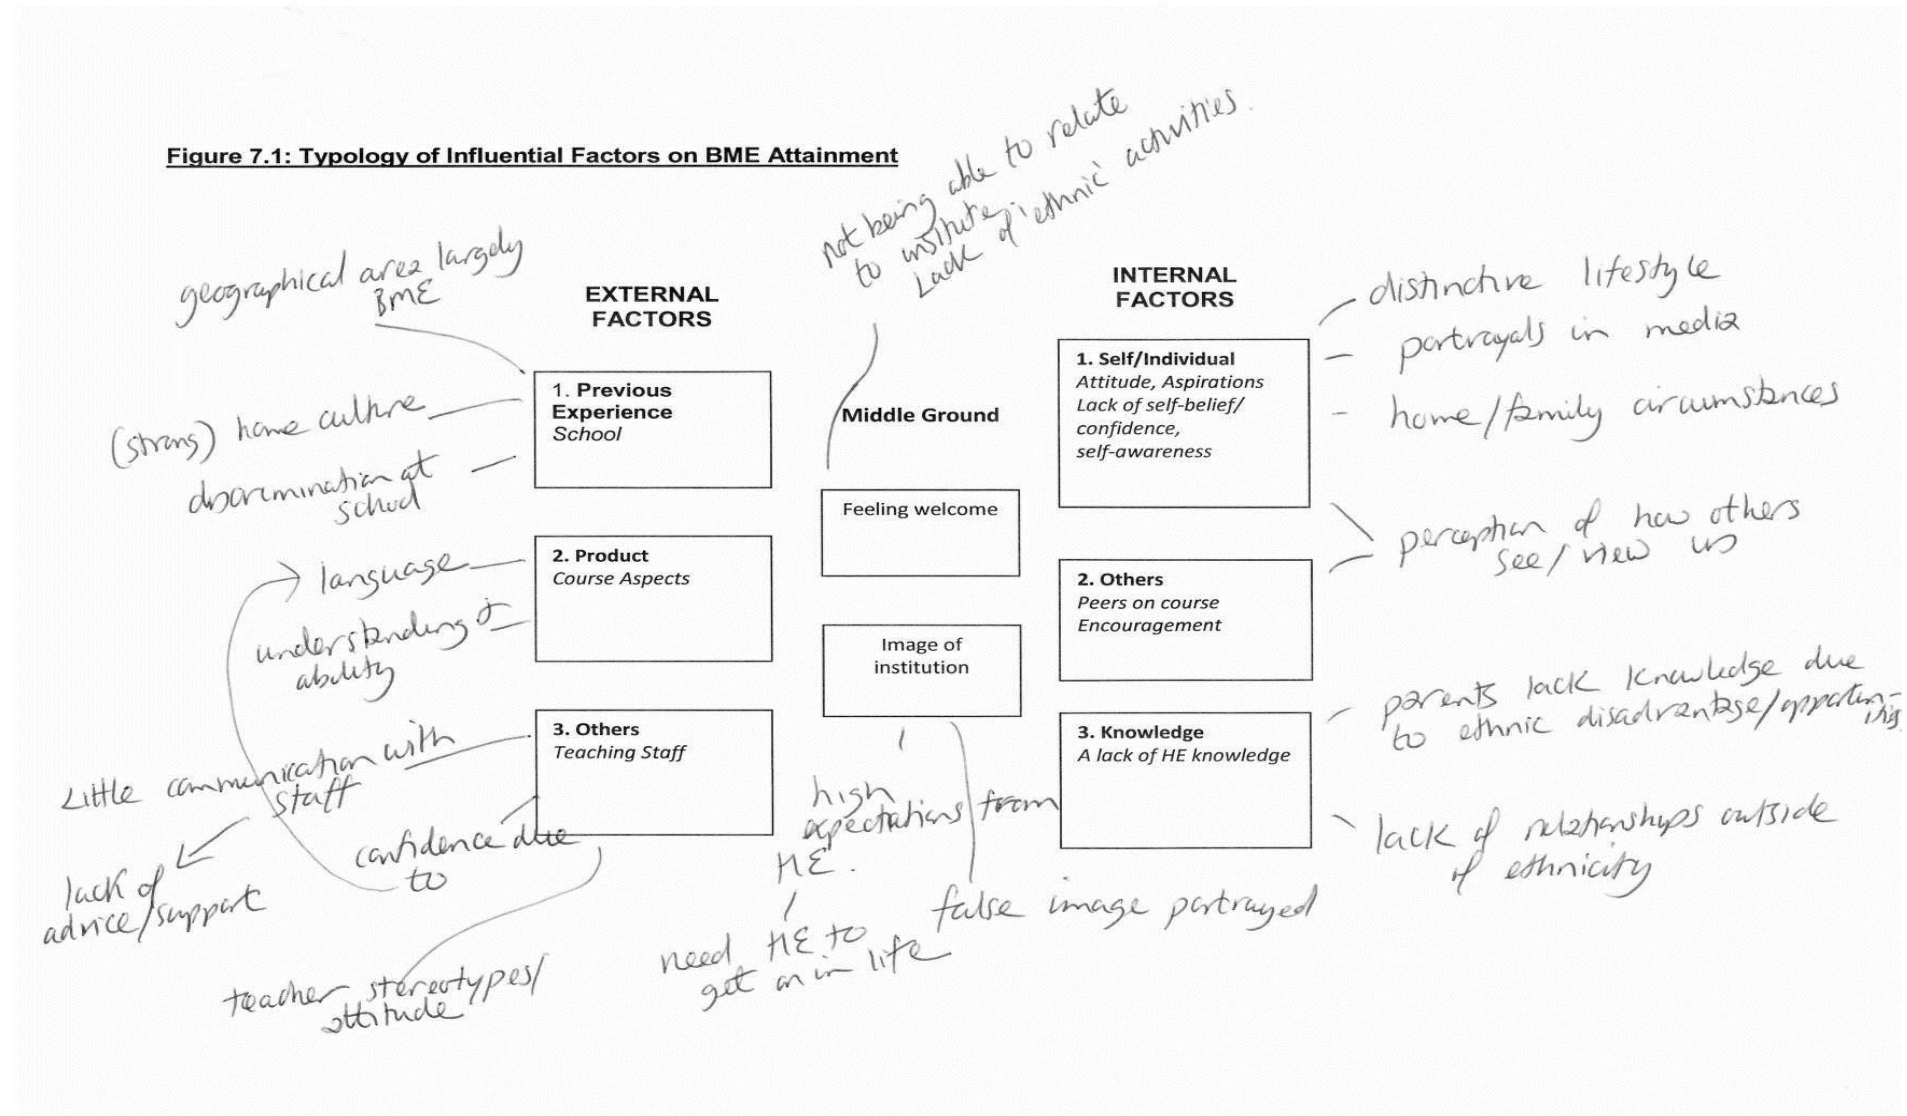 Figure 7.1: Typology of Influential Factors on BME Attainment
not being able to relate
to institute.
Lack of 'ethnic' activities.
geographical area largely
BME
(strong) home culture
discrimination at
school
language
understanding of
ability
Little communication with
staff
lack of
advice/support
confidence due
to
teacher stereotypes/
attitude
EXTERNAL
FACTORS
1. Previous
Experience
School
2. Product
Course Aspects
3. Others
Teaching Staff
Middle Ground
Feeling welcome
Image of
institution
high
expectations from
HE.
need HE to
get on in life
false image portrayed
INTERNAL
FACTORS
1. Self/Individual
Attitude, Aspirations
Lack of self-belief/
confidence,
self-awareness
2. Others
Peers on course
Encouragement
3. Knowledge
A lack of HE knowledge
distinctive lifestyle
portrayals in media
home/family circumstances
perception of how others
see/view us
parents lack knowledge due
to ethnic disadvantage/opportun-
ities
lack of relationships outside
of ethnicity